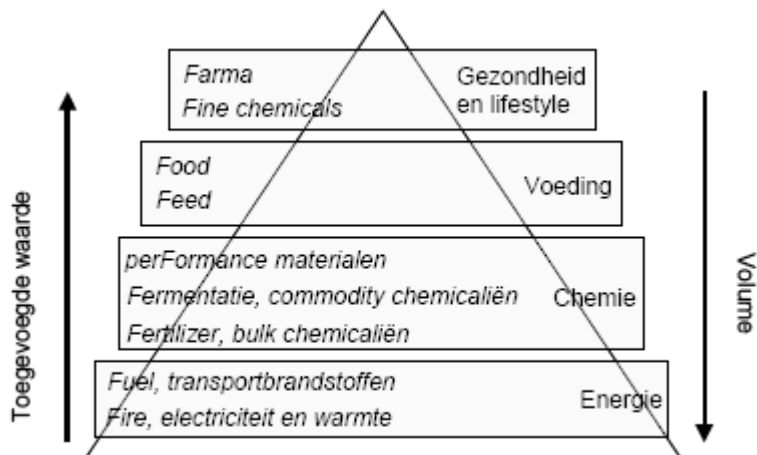 Farma
Gezondheid
Fine chemicals
en lifestyle
Food
Voeding
Feed
perFormance materialen
Fermentatie, commodity chemicaliën
Chemie
Fertilizer, bulk chemicaliën
Fuel, transportbrandstoffen
Energie
Fire, electriciteit en warmte
Toegevoegde waarde
Volume